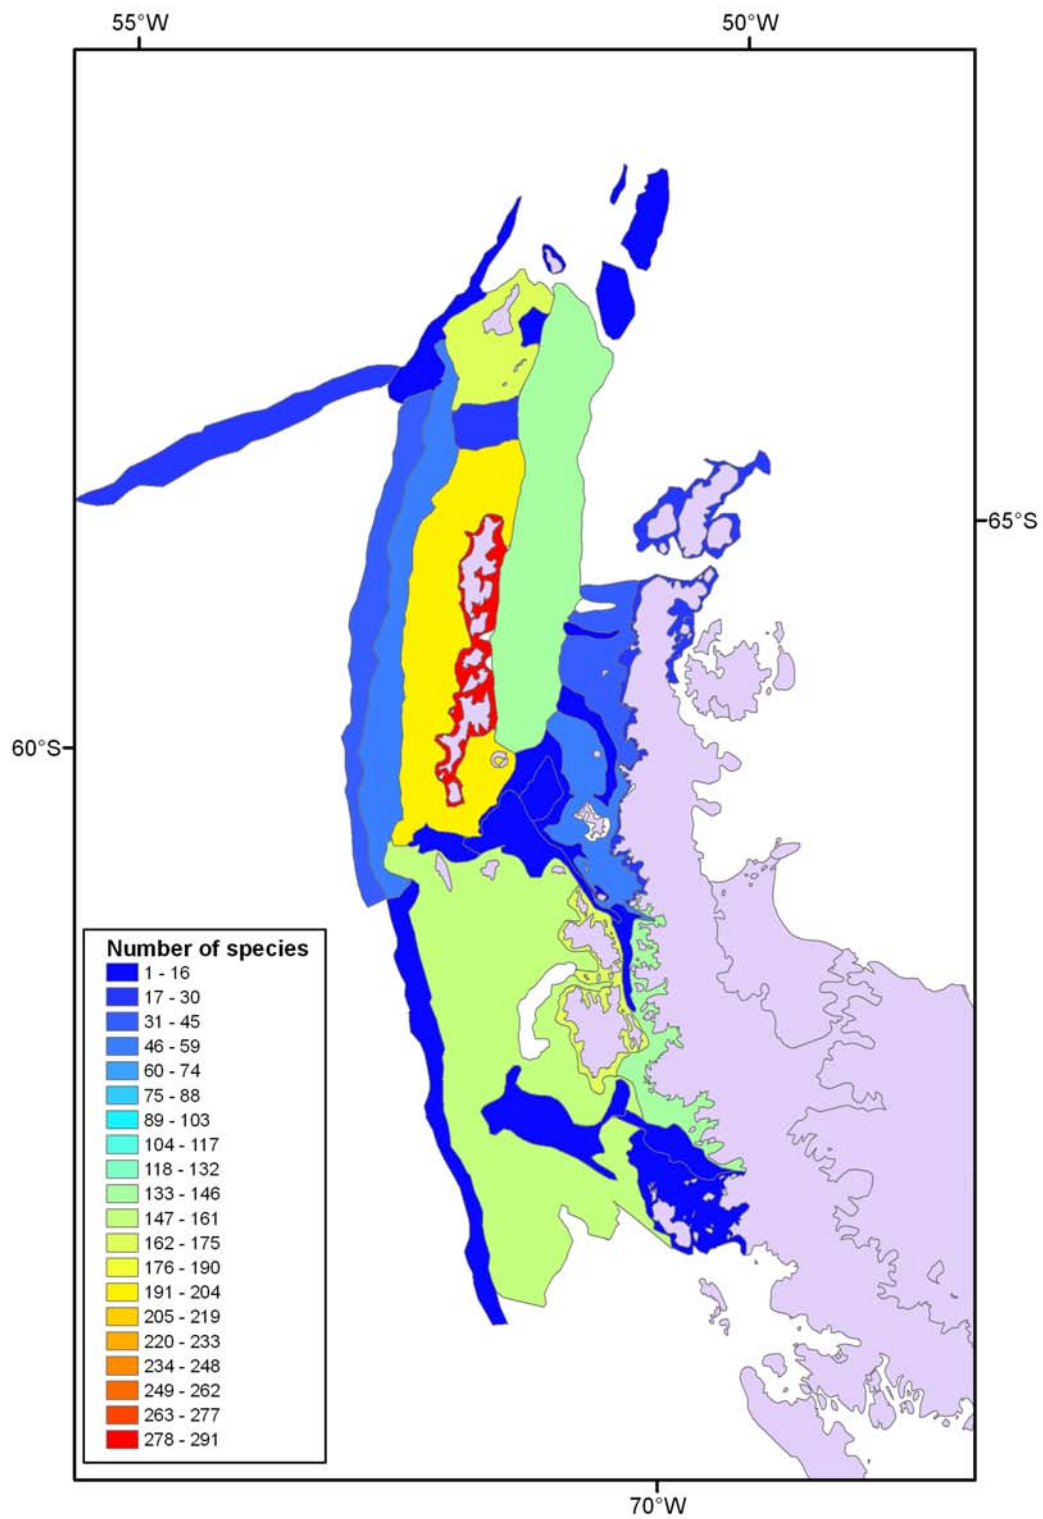 55°W
50°W
65°S
60°S
Number of species
1 - 16
17 - 30
31 - 45
46 - 59
60 - 74
75 - 88
89 - 103
104 - 117
118 - 132
133 - 146
147 - 161
162 - 175
176 - 190
191 - 204
205 - 219
220 - 233
234 - 248
249 - 262
263 - 277
278 - 291
70°W